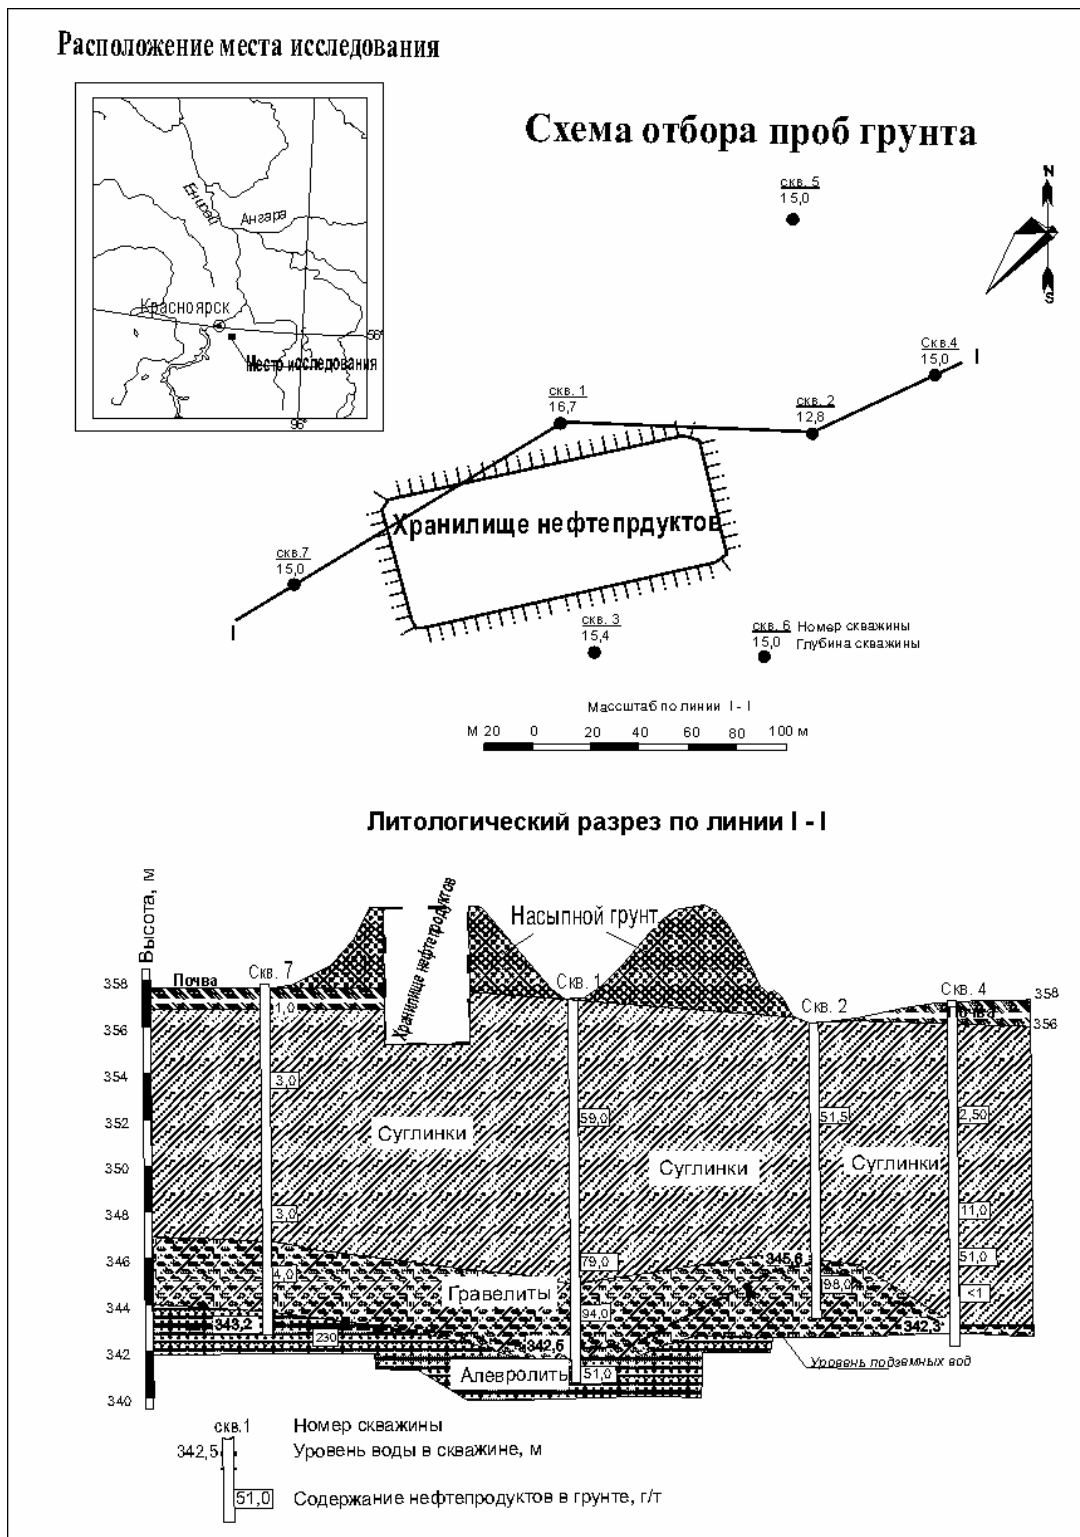 Расположение места исследования
Енисей
Ангара
Красноярск
56°
Место исследования
96°
Схема отбора проб грунта
скв. 5
15,0
N
S
Скв.4
15,0
I
скв. 1
16,7
скв. 2
12,8
Хранилище нефтепрдуктов
скв.7
15,0
I
скв. 3
15,4
скв. 6 Номер скважины
15,0 Глубина скважины
Массштаб по линии I - I
М 20 0 20 40 60 80 100 м
Литологический разрез по линии I - I
Высота, м
358
356
354
352
350
348
346
344
342
340
Почва
Скв. 7
Хранилище нефтепродуктов
Насыпной грунт
Скв. 1
Скв. 2
Скв. 4
Почва
358
356
1,0
3,0
59,0
51,5
2,50
Суглинки
Суглинки
Суглинки
3,0
11,0
4,0
79,0
345,6
51,0
98,0
<1
Гравелиты
94,0
343,2
230
342,5
342,3
Алевролиты
51,0
Уровень подземных вод
скв.1 Номер скважины
342,5 Уровень воды в скважине, м
51,0 Содержание нефтепродуктов в грунте, г/т